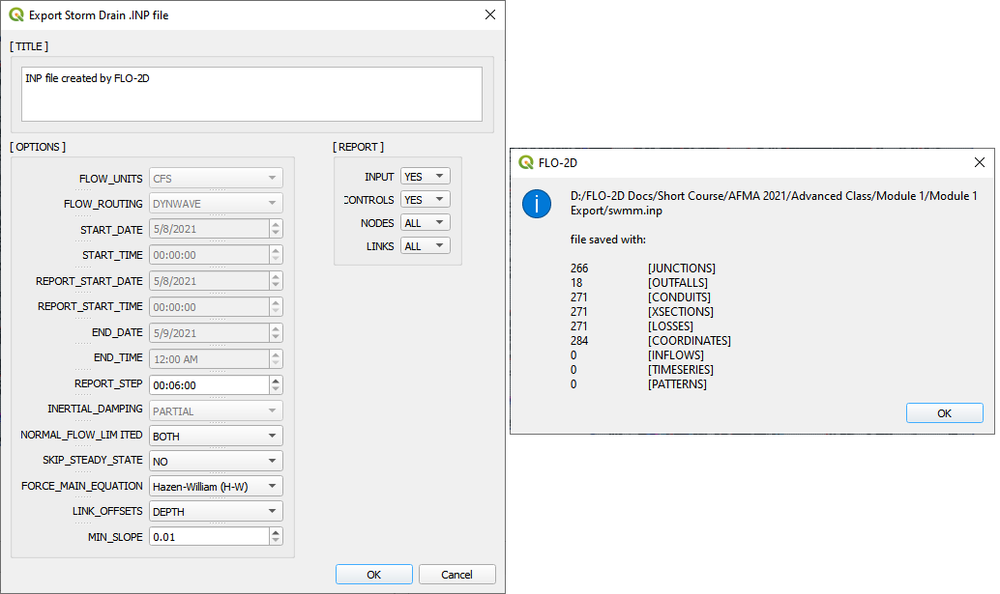 Export Storm Drain .INP file
[ TITLE ]
INP file created by FLO-2D
[ OPTIONS ]
FLOW_UNITS CFS
FLOW_ROUTING DYNWAVE
START_DATE 5/8/2021
START_TIME 00:00:00
REPORT_START_DATE 5/8/2021
REPORT_START_TIME 00:00:00
END_DATE 5/9/2021
END_TIME 12:00 AM
REPORT_STEP 00:06:00
INERTIAL_DAMPING PARTIAL
NORMAL_FLOW_LIM ITED BOTH
SKIP_STEADY_STATE NO
FORCE_MAIN_EQUATION Hazen-William (H-W)
LINK_OFFSETS DEPTH
MIN_SLOPE 0.01
[ REPORT ]
INPUT YES
CONTROLS YES
NODES ALL
LINKS ALL
OK Cancel
FLO-2D
D:/FLO-2D Docs/Short Course/AFMA 2021/Advanced Class/Module 1/Module 1
Export/swmm.inp
file saved with:
266 [JUNCTIONS]
18 [OUTFALLS]
271 [CONDUITS]
271 [XSECTIONS]
271 [LOSSES]
284 [COORDINATES]
0 [INFLOWS]
0 [TIMESERIES]
0 [PATTERNS]
OK